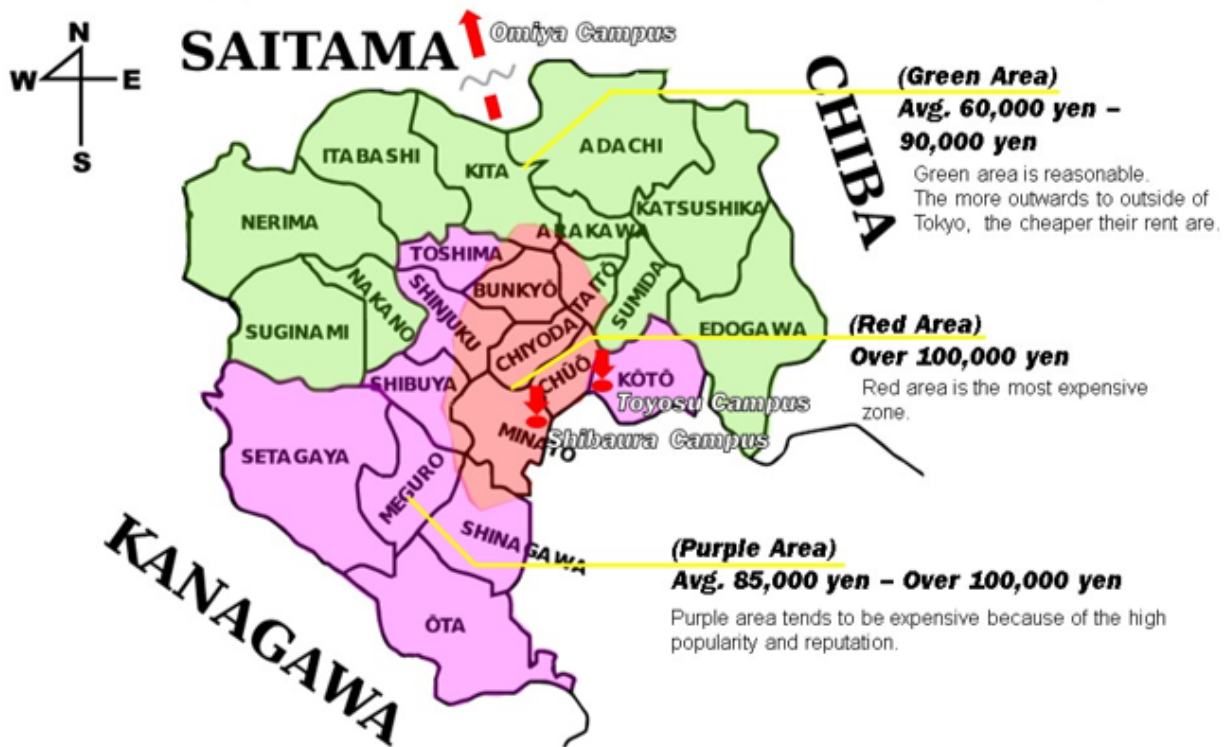 N
W E
S
SAITAMA
Omiya Campus
CHIBA
(Green Area)
Avg. 60,000 yen –
90,000 yen
Green area is reasonable.
The more outwards to outside of
Tokyo, the cheaper their rent are.
ITABASHI
KITA
ADACHI
NERIMA
KATSUSHIKA
ARAKAWA
TOSHIMA
NAKANO
SHINJUKU
BUNKYŌ
TAITŌ
SUMIDA
SUGINAMI
CHIYODA
EDOGAWA
(Red Area)
Over 100,000 yen
Red area is the most expensive
zone.
SHIBUYA
CHŪŌ
KŌTŌ
Toyosu Campus
MINATO
Shibaura Campus
SETAGAYA
MEGURO
SHINAGAWA
(Purple Area)
Avg. 85,000 yen – Over 100,000 yen
Purple area tends to be expensive because of the high
popularity and reputation.
KANAGAWA
ŌTA